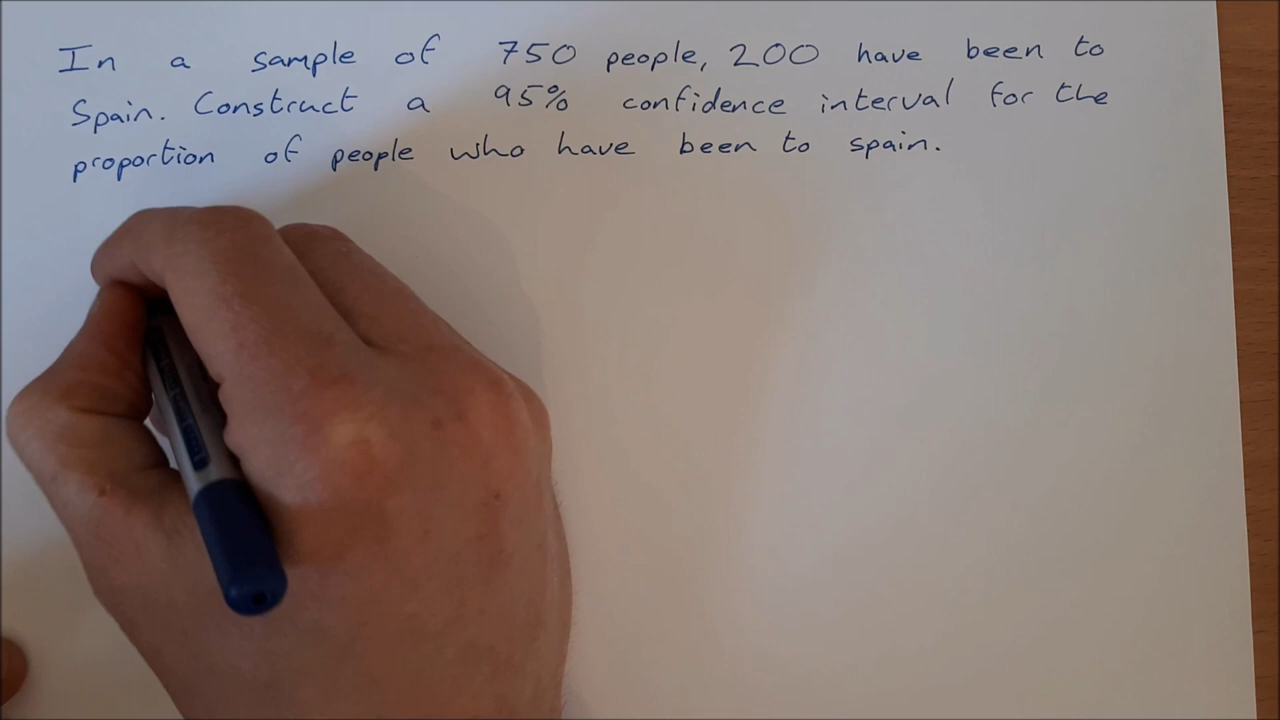 In a sample of 750 people, 200 have been to
Spain. Construct a 95% confidence interval for the
proportion of people who have been to spain.